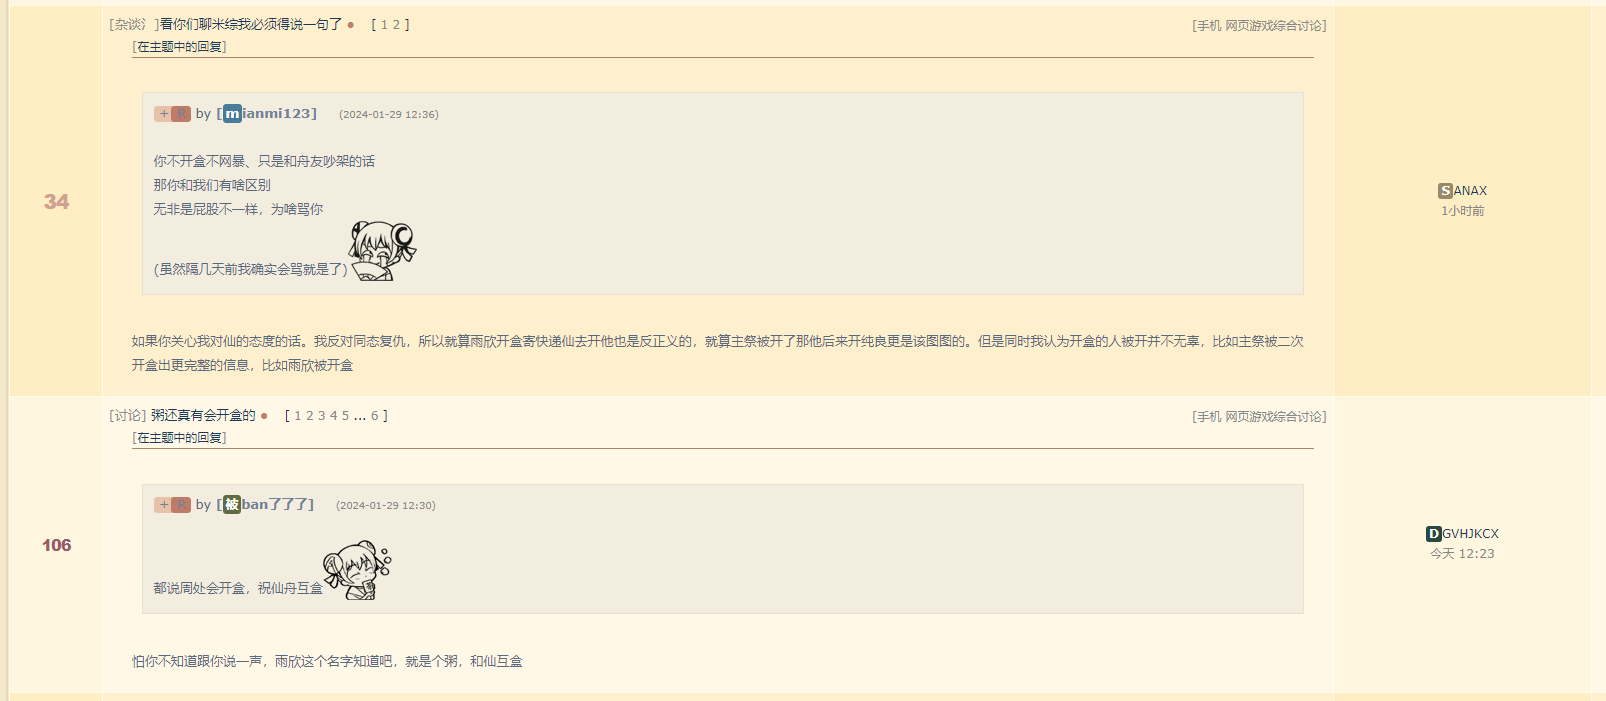 [杂谈氵]看你们聊米综我必须得说一句了 ● [ 1 2 ] [手机 网页游戏综合讨论]
[在主题中的回复]
+ R by [mianmi123] (2024-01-29 12:36)
你不开盒不网暴、只是和舟友吵架的话
那你和我们有啥区别
无非是屁股不一样，为啥骂你
(虽然隔几天前我确实会骂就是了)
34
SANAX
1小时前
如果你关心我对仙的态度的话。我反对同态复仇，所以就算雨欣开盒寄快递仙去开他也是反正义的，就算主祭被开了那他后来开纯良更是该图图的。但是同时我认为开盒的人被开并不无辜，比如主祭被二次
开盒出更完整的信息，比如雨欣被开盒
[讨论] 粥还真有会开盒的 ● [ 1 2 3 4 5 ... 6 ] [手机 网页游戏综合讨论]
[在主题中的回复]
+ R by [被ban了了了] (2024-01-29 12:30)
都说周处会开盒，祝仙舟互盒
106
DGVHJKCX
今天 12:23
怕你不知道跟你说一声，雨欣这个名字知道吧，就是个粥，和仙互盒